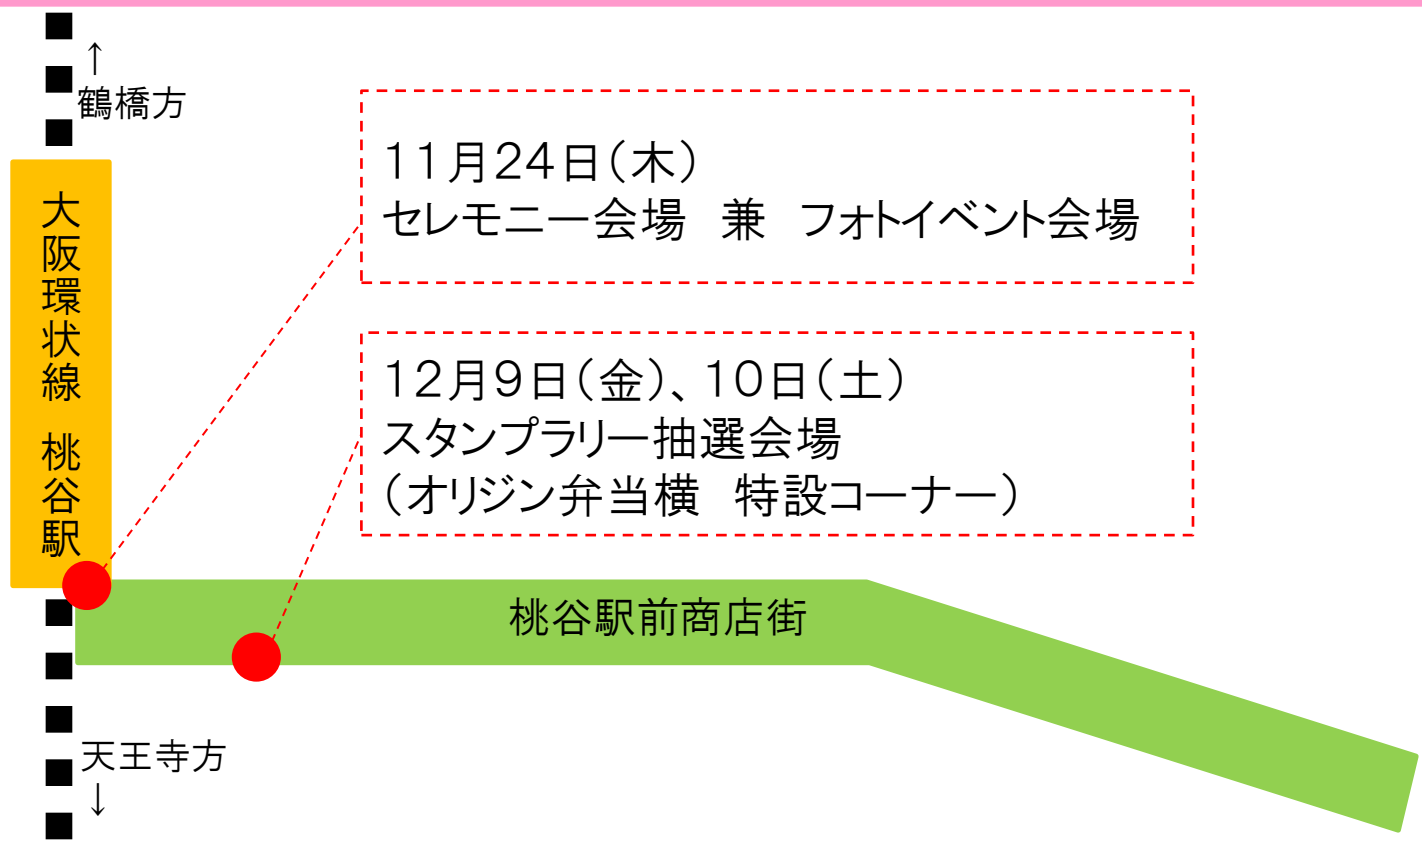 ↑
鶴橋方
大阪環状線　桃谷駅
11月24日(木)
セレモニー会場　兼　フォトイベント会場
12月9日(金)、10日(土)
スタンプラリー抽選会場
(オリジン弁当横　特設コーナー)
桃谷駅前商店街
天王寺方
↓